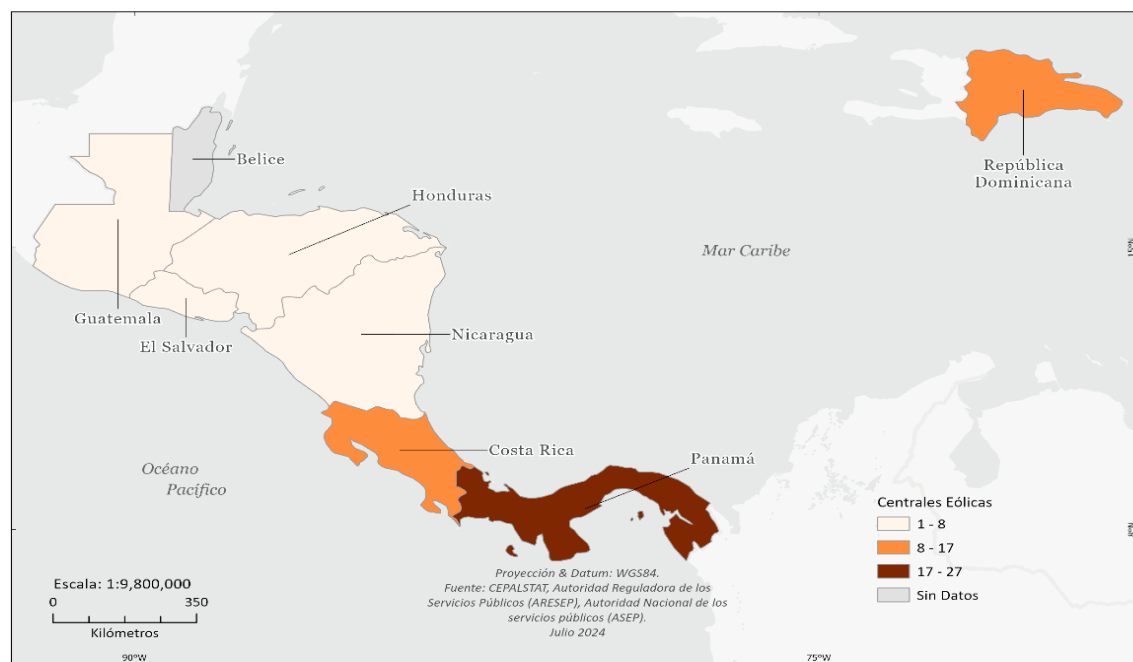 Belice
Honduras
República
Dominicana
Mar Caribe
Guatemala
El Salvador
Nicaragua
Costa Rica
Panamá
Océano
Pacífico
Centrales Eólicas
1 - 8
8 - 17
17 - 27
Sin Datos
Escala: 1:9,800,000
0 350
Kilómetros
Proyección & Datum: WGS84.
Fuente: CEPALSTAT, Autoridad Reguladora de los
Servicios Públicos (ARESEP), Autoridad Nacional de los
servicios públicos (ASEP).
Julio 2024
90°W 75°W